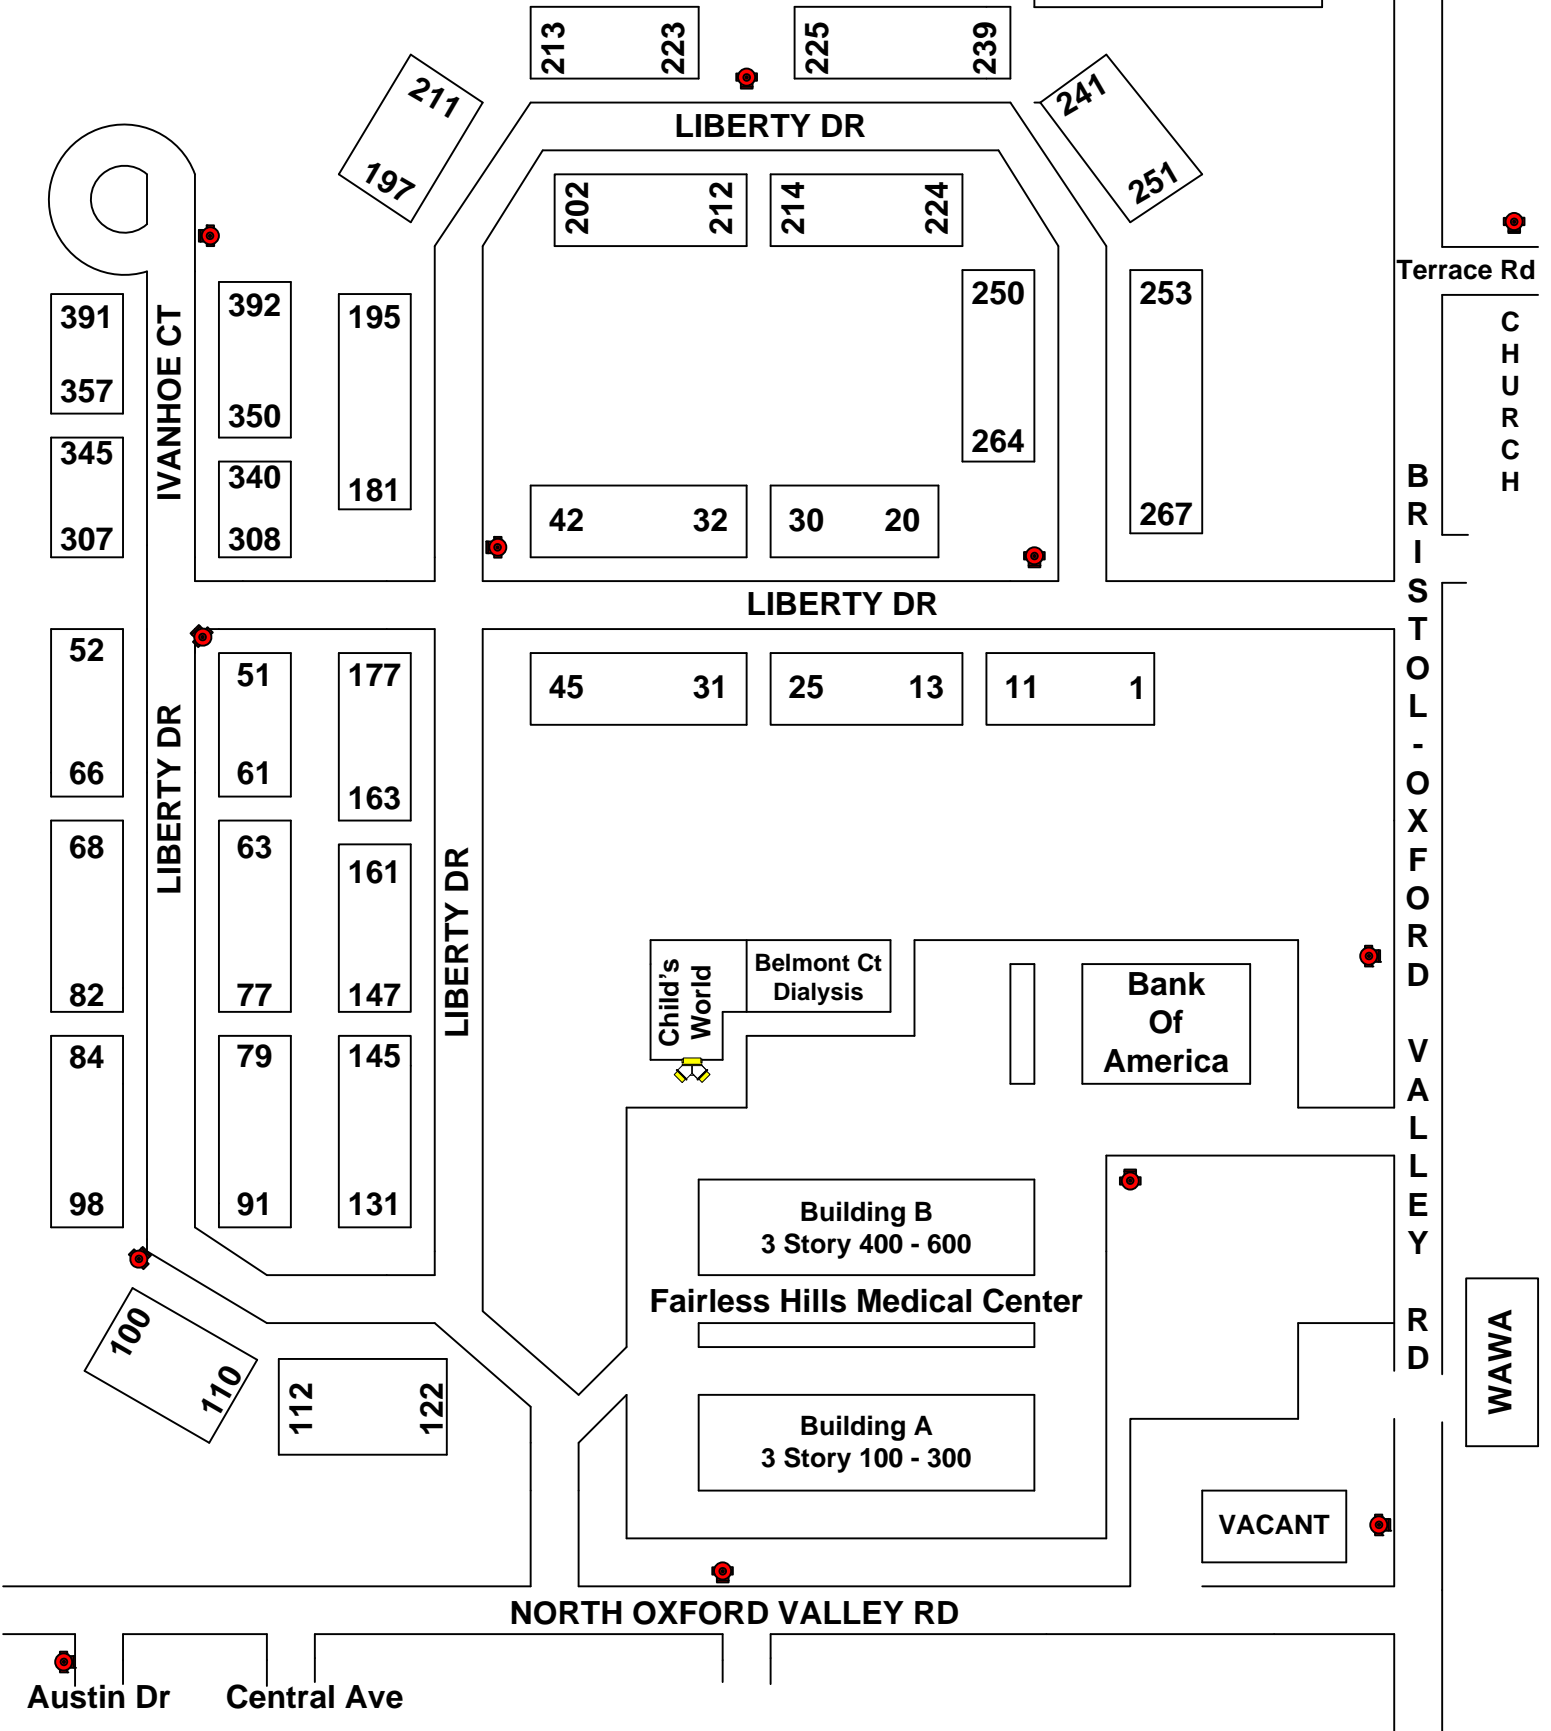 213 223
225 239
211
197
241
251
LIBERTY DR
202 212
214 224
Terrace Rd
391
357
IVANHOE CT
392
350
195
181
250
264
253
267
CHURCH
345
307
340
308
42 32
30 20
LIBERTY DR
BRISTOL-OXFORD VALLEY RD
52
66
LIBERTY DR
51
61
177
163
45 31
25 13
11 1
68
82
63
77
161
147
LIBERTY DR
Child's
World
Belmont Ct
Dialysis
Bank
Of
America
84
98
79
91
145
131
Building B
3 Story 400 - 600
Fairless Hills Medical Center
WAWA
100
110
112 122
Building A
3 Story 100 - 300
VACANT
NORTH OXFORD VALLEY RD
Austin Dr
Central Ave